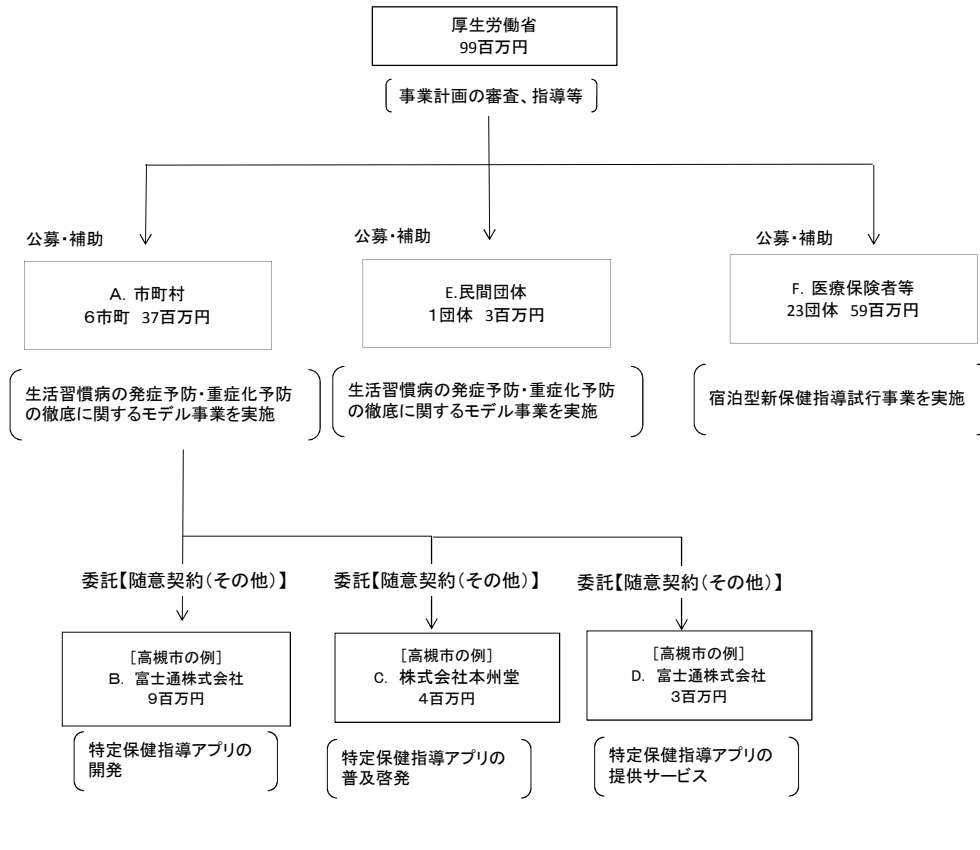 厚生労働省
99百万円
事業計画の審査、指導等
公募・補助
公募・補助
公募・補助
A. 市町村
6市町 37百万円
E.民間団体
1団体 3百万円
F. 医療保険者等
23団体 59百万円
生活習慣病の発症予防・重症化予防
の徹底に関するモデル事業を実施
生活習慣病の発症予防・重症化予防
の徹底に関するモデル事業を実施
宿泊型新保健指導試行事業を実施
委託【随意契約(その他)】
委託【随意契約(その他)】
委託【随意契約(その他)】
[高槻市の例]
B. 富士通株式会社
9百万円
[高槻市の例]
C. 株式会社本州堂
4百万円
[高槻市の例]
D. 富士通株式会社
3百万円
特定保健指導アプリの
開発
特定保健指導アプリの
普及啓発
特定保健指導アプリの
提供サービス